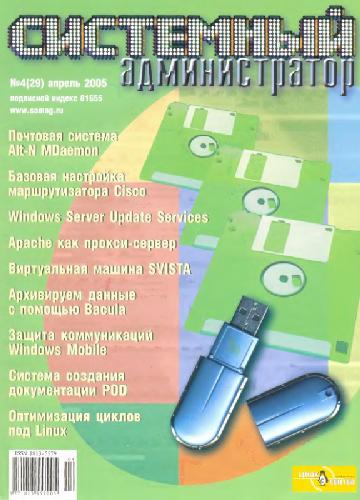 СИСТЕМНЫЙ
администратор
№4(29) апрель 2005
подписной индекс 81655
www.samag.ru
Почтовая система
Alt-N MDaemon
Базовая настройка
маршрутизатора Cisco
Windows Server Update Services
Apache как прокси-сервер
Виртуальная машина SVISTA
Архивируем данные
с помощью Bacula
Защита коммуникаций
Windows Mobile
Система создания
документации POD
Оптимизация циклов
под Linux